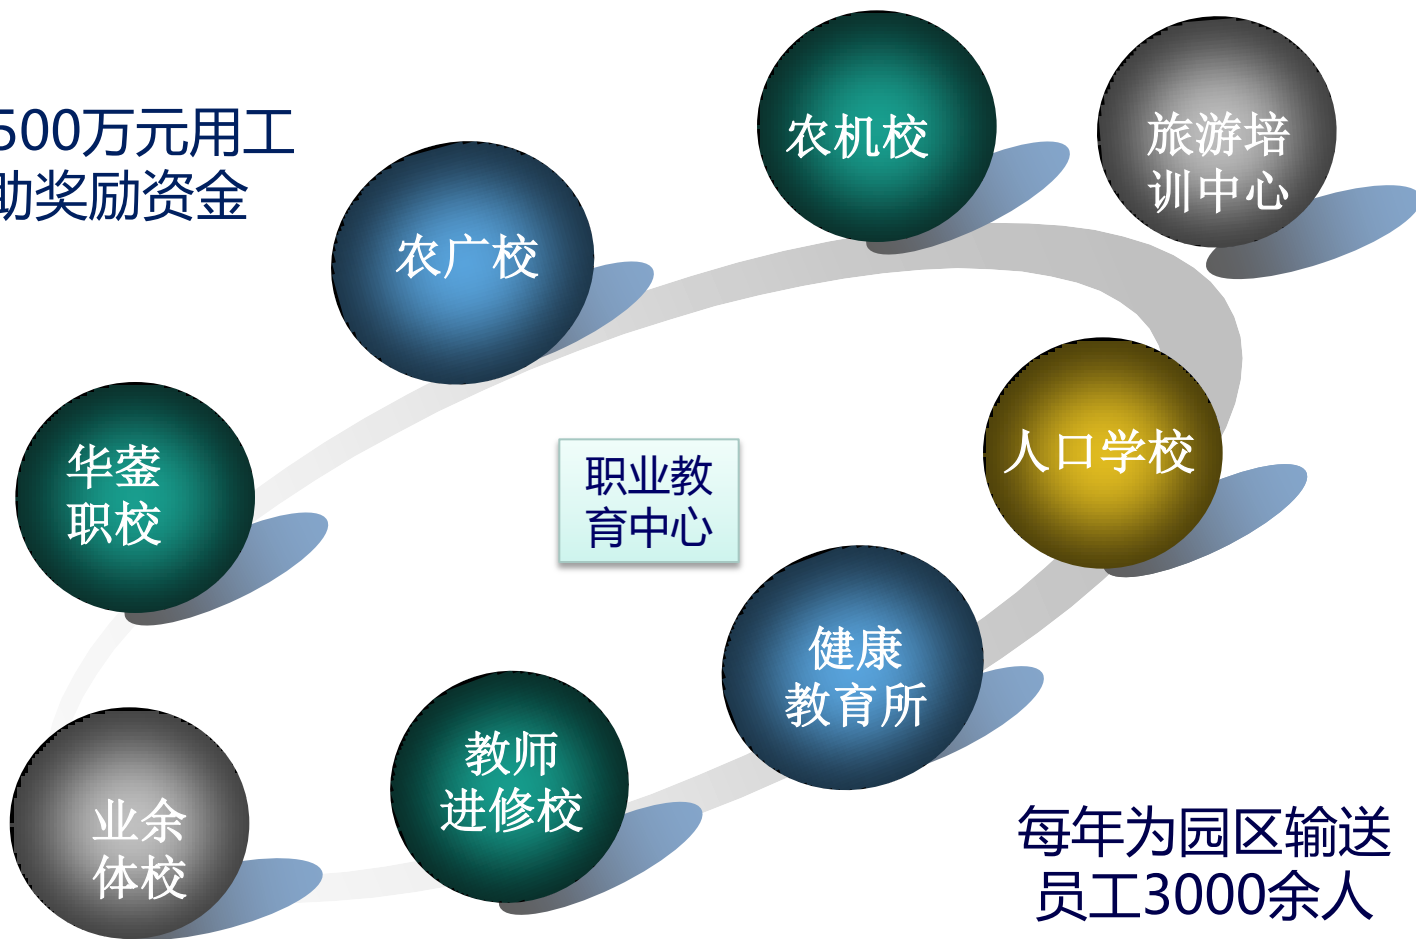 500万元用工
助奖励资金
农机校
旅游培
训中心
农广校
华蓥
职校
职业教
育中心
人口学校
健康
教育所
教师
进修校
业余
体校
每年为园区输送
员工3000余人